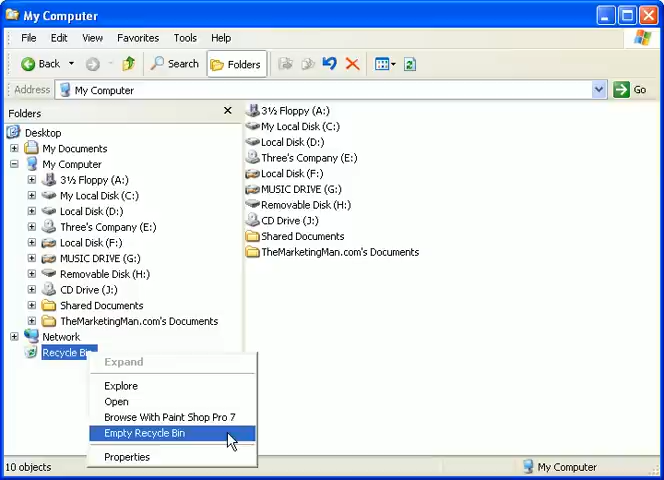 My Computer
File Edit View Favorites Tools Help
Back Search Folders
Address My Computer Go
Folders
Desktop
My Documents
My Computer
3½ Floppy (A:)
My Local Disk (C:)
Local Disk (D:)
Three's Company (E:)
Local Disk (F:)
MUSIC DRIVE (G:)
Removable Disk (H:)
CD Drive (J:)
Shared Documents
TheMarketingMan.com's Documents
Network
Recycle Bin
3½ Floppy (A:)
My Local Disk (C:)
Local Disk (D:)
Three's Company (E:)
Local Disk (F:)
MUSIC DRIVE (G:)
Removable Disk (H:)
CD Drive (J:)
Shared Documents
TheMarketingMan.com's Documents
Expand
Explore
Open
Browse With Paint Shop Pro 7
Empty Recycle Bin
Properties
10 objects My Computer